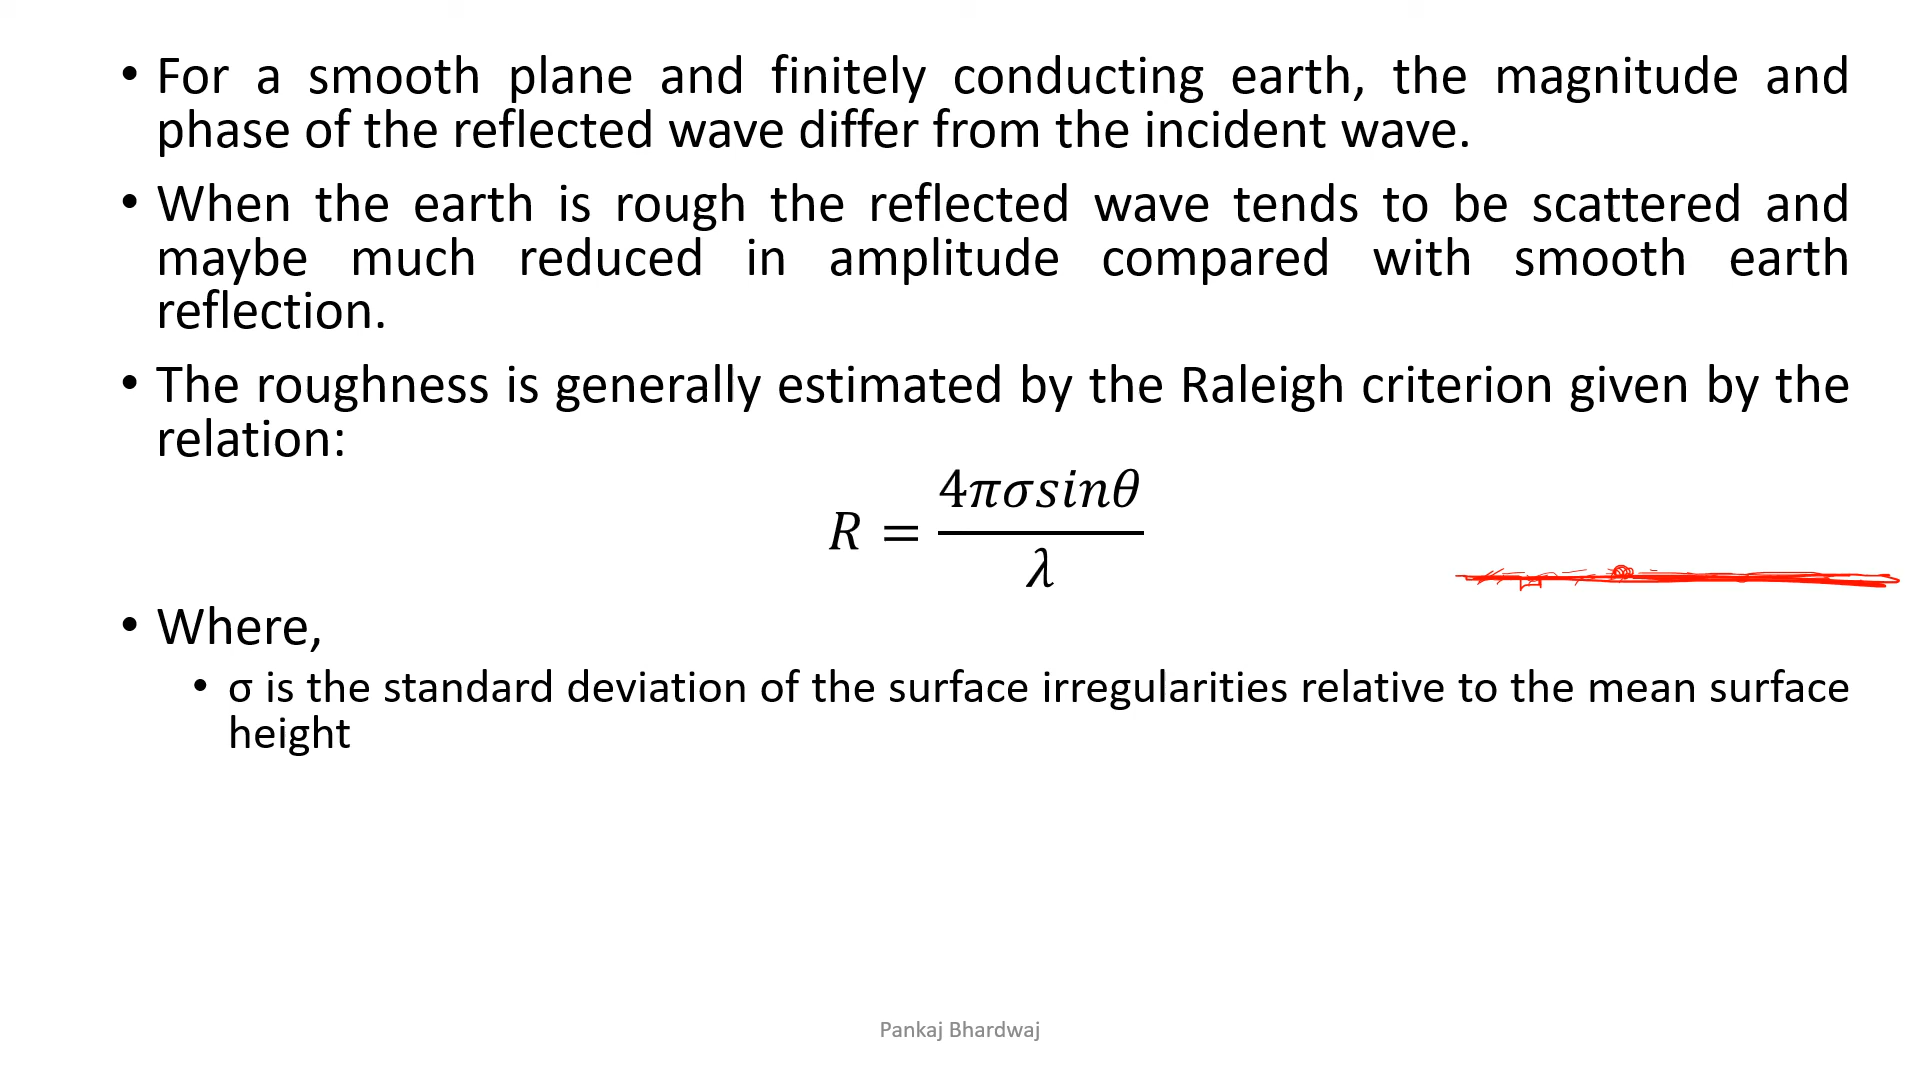 • For a smooth plane and finitely conducting earth, the magnitude and
phase of the reflected wave differ from the incident wave.
• When the earth is rough the reflected wave tends to be scattered and
maybe much reduced in amplitude compared with smooth earth
reflection.
• The roughness is generally estimated by the Raleigh criterion given by the
relation:
R = 4πσsinθ / λ
• Where,
• σ is the standard deviation of the surface irregularities relative to the mean surface
height
Pankaj Bhardwaj